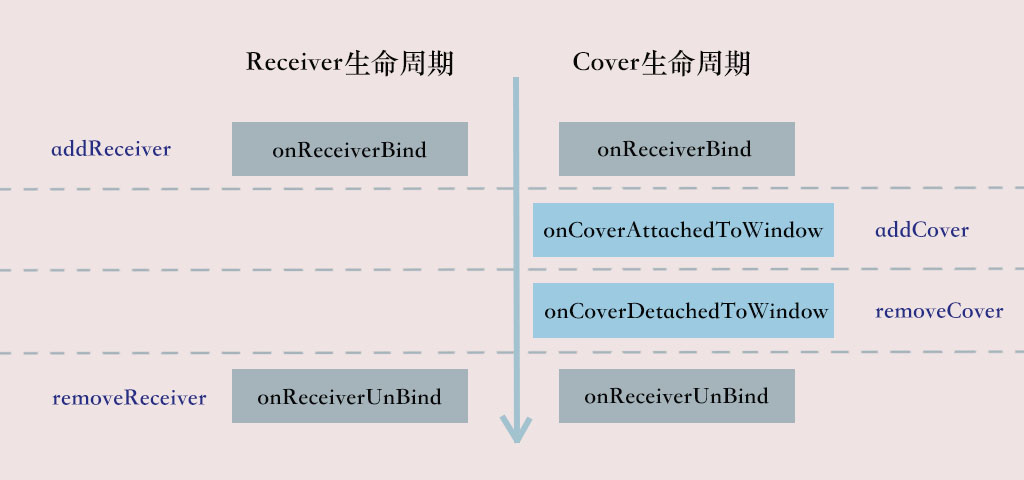 Receiver生命周期
Cover生命周期
addReceiver
onReceiverBind
onReceiverBind
onCoverAttachedToWindow
addCover
onCoverDetachedToWindow
removeCover
removeReceiver
onReceiverUnBind
onReceiverUnBind